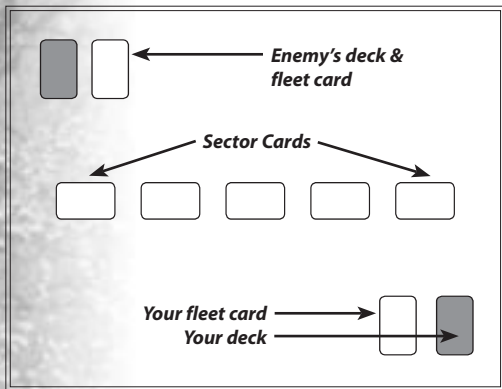 Enemy's deck &
fleet card
Sector Cards
Your fleet card
Your deck